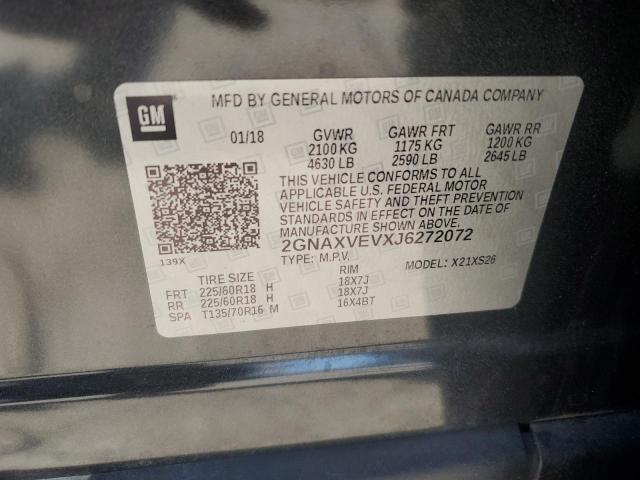 GM
MFD BY GENERAL MOTORS OF CANADA COMPANY
01/18 GVWR GAWR FRT GAWR RR
2100 KG 1175 KG 1200 KG
4630 LB 2590 LB 2645 LB
THIS VEHICLE CONFORMS TO ALL
APPLICABLE U.S. FEDERAL MOTOR
VEHICLE SAFETY AND THEFT PREVENTION
STANDARDS IN EFFECT ON THE DATE OF
MANUFACTURE SHOWN ABOVE.
2GNAXVEVXJ6272072
139X TYPE: M.P.V. MODEL: X21XS26
TIRE SIZE RIM
FRT 225/60R18 H 18X7J
RR 225/60R18 H 18X7J
SPA T135/70R16 M 16X4BT